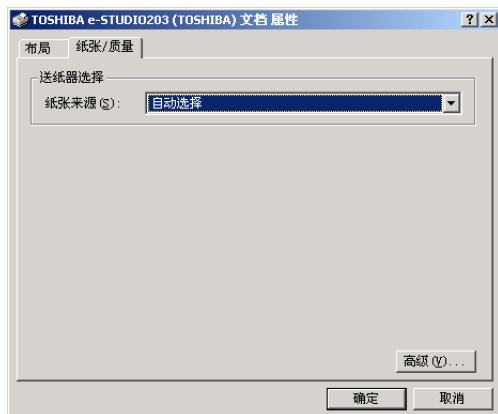 TOSHIBA e-STUDIO203 (TOSHIBA) 文档 属性
布局 纸张/质量
送纸器选择
纸张来源(S): 自动选择
高级(V)...
确定 取消